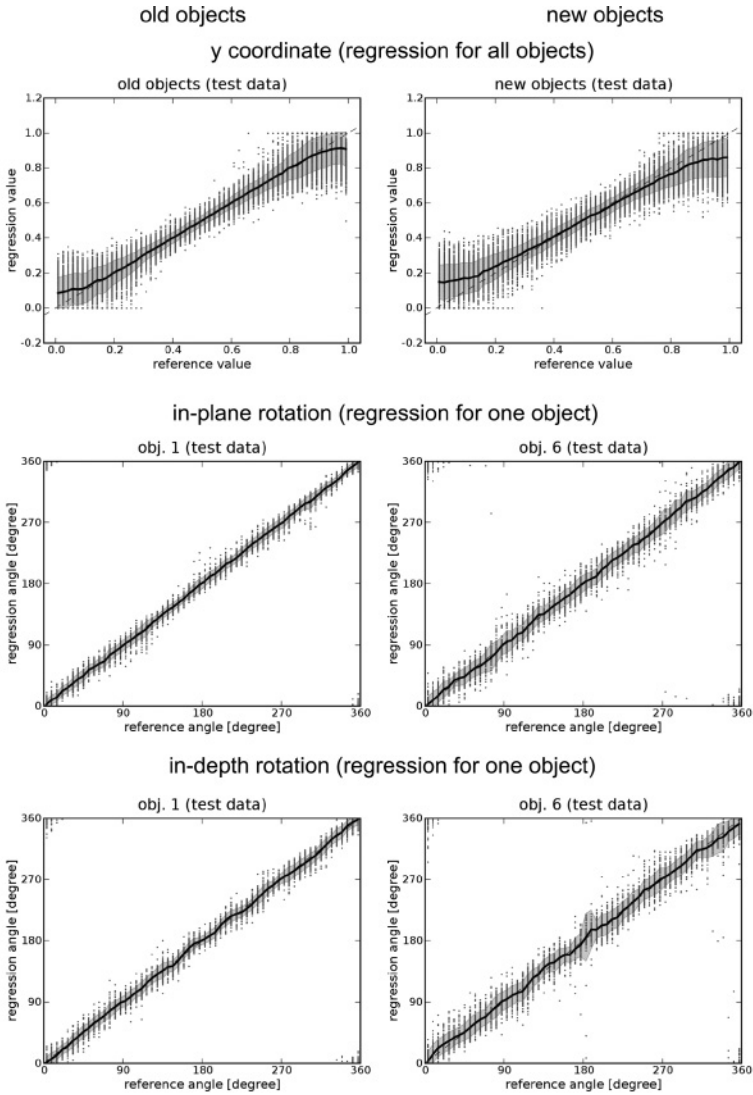 old objects new objects
y coordinate (regression for all objects)
old objects (test data) new objects (test data)
1.2 1.2
1.0 1.0
0.8 0.8
regression value regression value
0.6 0.6
0.4 0.4
0.2 0.2
0.0 0.0
-0.2 -0.2
0.0 0.2 0.4 0.6 0.8 1.0 0.0 0.2 0.4 0.6 0.8 1.0
reference value reference value
in-plane rotation (regression for one object)
obj. 1 (test data) obj. 6 (test data)
360 360
270 270
regression angle [degree] regression angle [degree]
180 180
90 90
0 0
0 90 180 270 360 0 90 180 270 360
reference angle [degree] reference angle [degree]
in-depth rotation (regression for one object)
obj. 1 (test data) obj. 6 (test data)
360 360
270 270
regression angle [degree] regression angle [degree]
180 180
90 90
0 0
0 90 180 270 360 0 90 180 270 360
reference angle [degree] reference angle [degree]